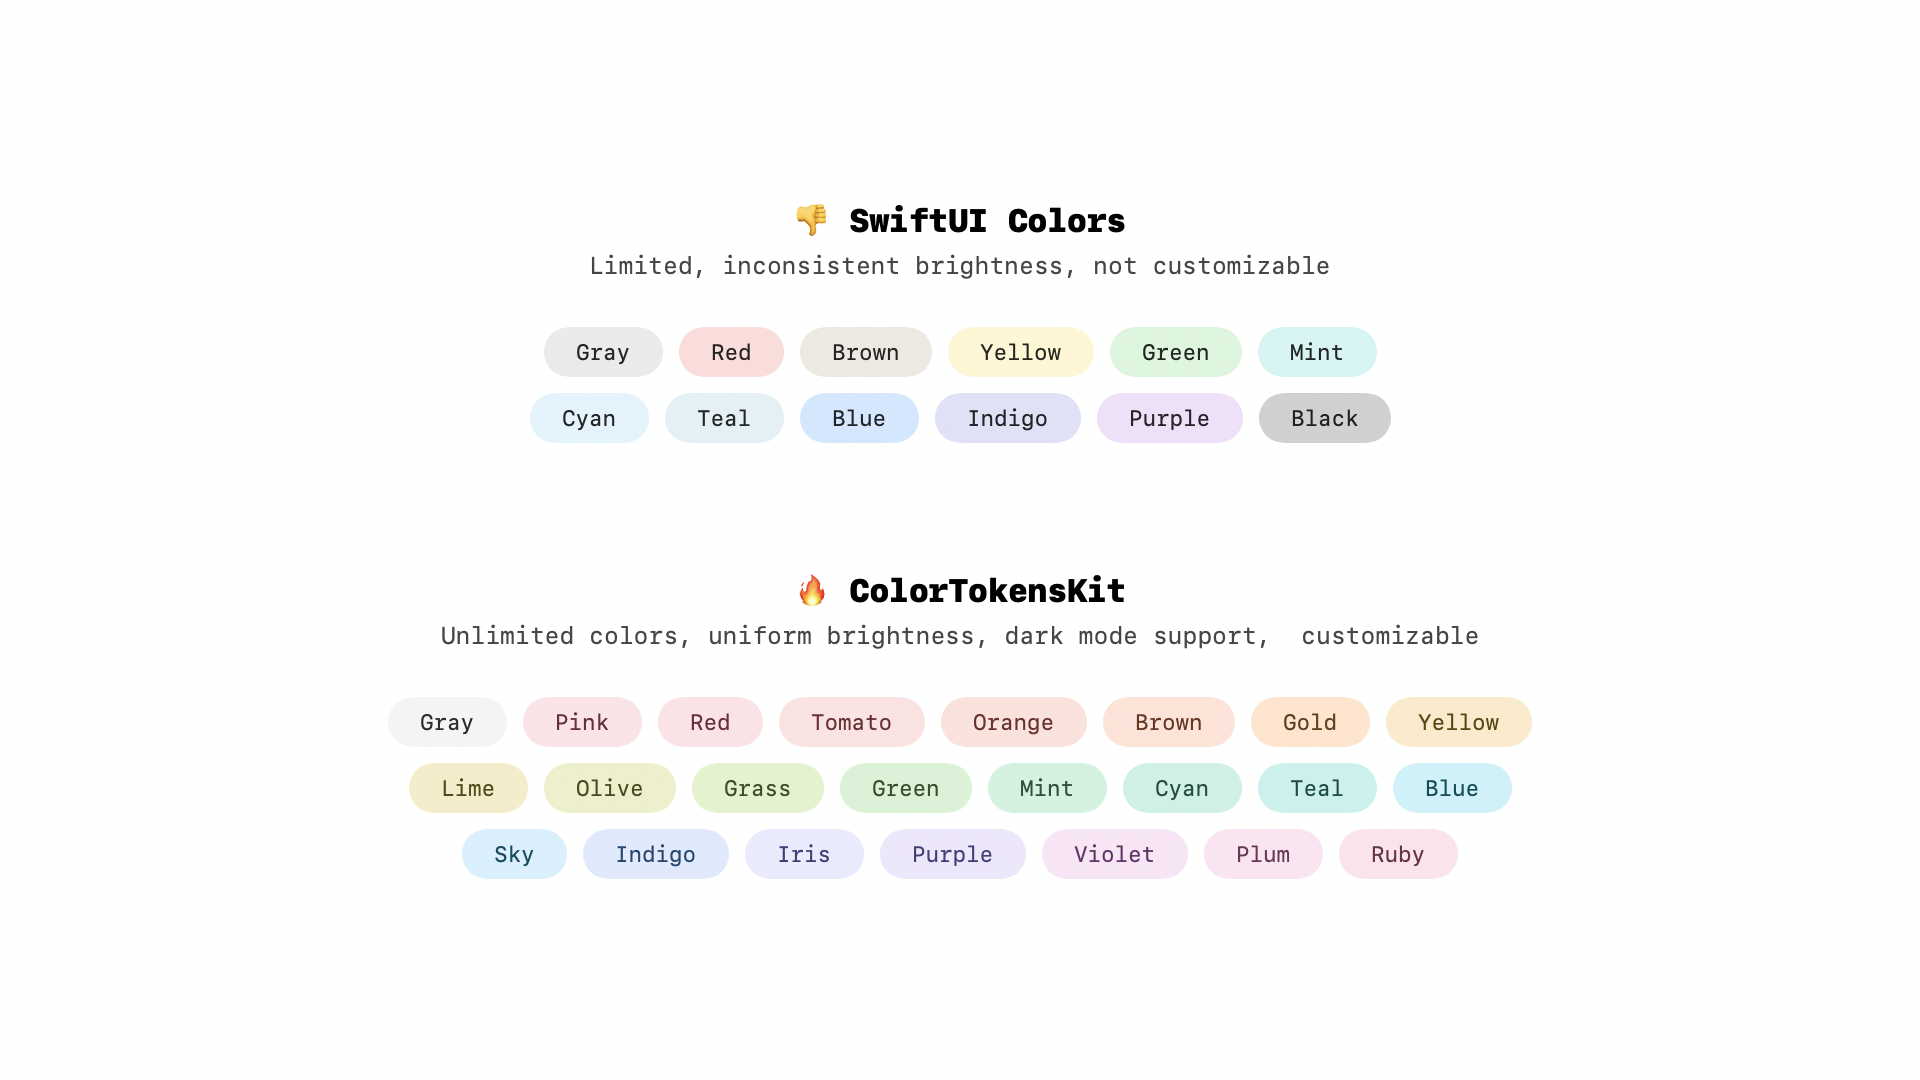 👎 SwiftUI Colors
Limited, inconsistent brightness, not customizable
Gray Red Brown Yellow Green Mint
Cyan Teal Blue Indigo Purple Black
🔥 ColorTokensKit
Unlimited colors, uniform brightness, dark mode support,  customizable
Gray Pink Red Tomato Orange Brown Gold Yellow
Lime Olive Grass Green Mint Cyan Teal Blue
Sky Indigo Iris Purple Violet Plum Ruby